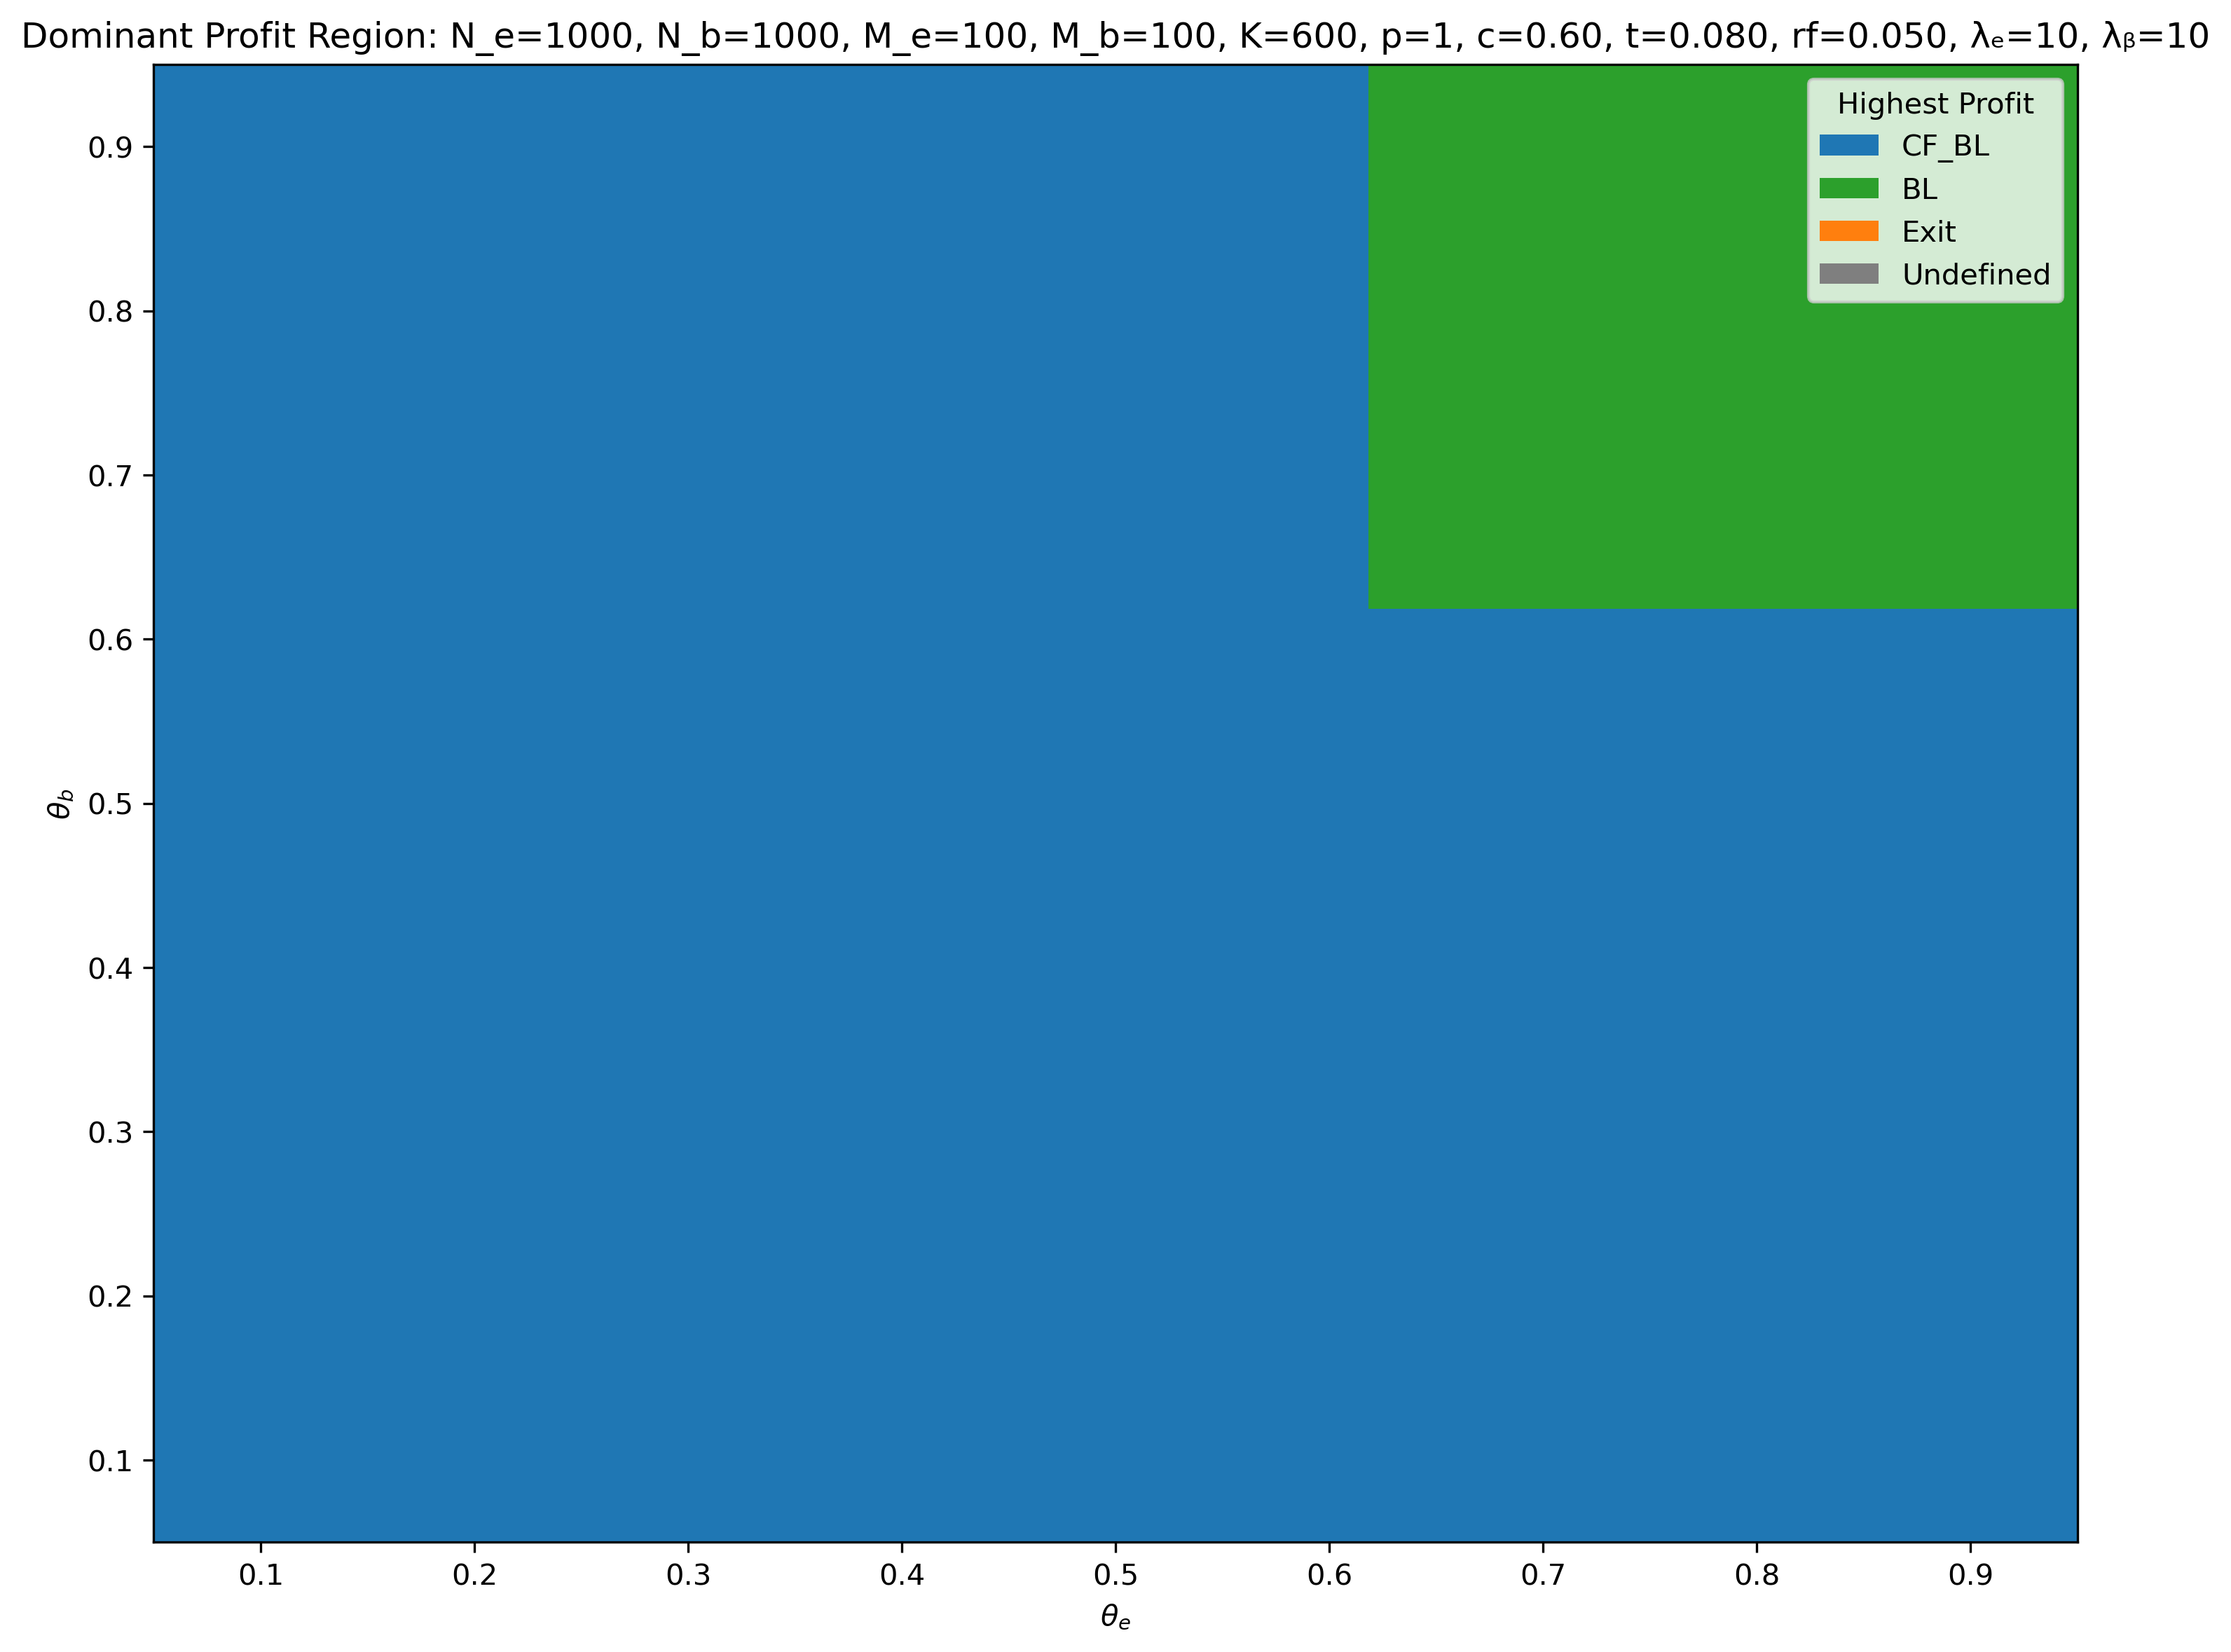 Dominant Profit Region: N_e=1000, N_b=1000, M_e=100, M_b=100, K=600, p=1, c=0.60, t=0.080, rf=0.050, λₑ=10, λᵦ=10
Highest Profit
CF_BL
BL
Exit
Undefined
0.9
0.8
0.7
0.6
0.5
0.4
0.3
0.2
0.1
θ_b
0.1 0.2 0.3 0.4 0.5 0.6 0.7 0.8 0.9
θ_e